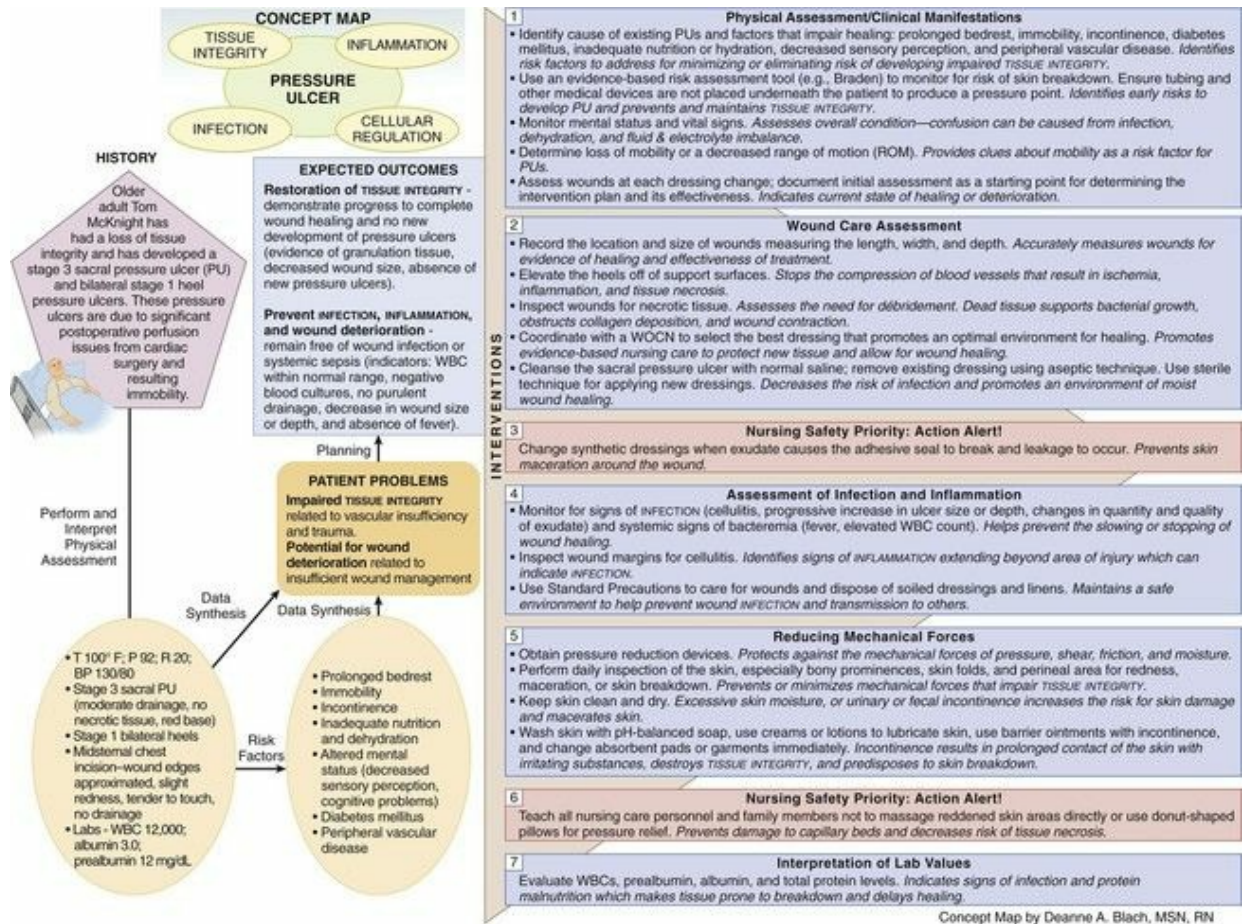 CONCEPT MAP
TISSUE
INTEGRITY
INFLAMMATION
PRESSURE
ULCER
INFECTION
CELLULAR
REGULATION
HISTORY
Older
adult Tom
McKnight has
had a loss of tissue
integrity and has developed a
stage 3 sacral pressure ulcer (PU)
and bilateral stage 1 heel
pressure ulcers. These pressure
ulcers are due to significant
postoperative perfusion
issues from cardiac
surgery and
resulting
immobility.
Perform and
Interpret
Physical
Assessment
• T 100° F; P 92; R 20;
BP 130/80
• Stage 3 sacral PU
(moderate drainage, no
necrotic tissue, red base)
• Stage 1 bilateral heels
• Midsternal chest
incision–wound edges
approximated, slight
redness, tender to touch,
no drainage
• Labs - WBC 12,000;
albumin 3.0;
prealbumin 12 mg/dL
Risk
Factors
• Prolonged bedrest
• Immobility
• Incontinence
• Inadequate nutrition
and dehydration
• Altered mental
status (decreased
sensory perception,
cognitive problems)
• Diabetes mellitus
• Peripheral vascular
disease
Data
Synthesis
Data Synthesis
PATIENT PROBLEMS
Impaired TISSUE INTEGRITY
related to vascular insufficiency
and trauma.
Potential for wound
deterioration related to
insufficient wound management
Planning
EXPECTED OUTCOMES
Restoration of TISSUE INTEGRITY -
demonstrate progress to complete
wound healing and no new
development of pressure ulcers
(evidence of granulation tissue,
decreased wound size, absence of
new pressure ulcers).
Prevent INFECTION, INFLAMMATION,
and wound deterioration -
remain free of wound infection or
systemic sepsis (indicators: WBC
within normal range, negative
blood cultures, no purulent
drainage, decrease in wound size
or depth, and absence of fever).
INTERVENTIONS
1 Physical Assessment/Clinical Manifestations
• Identify cause of existing PUs and factors that impair healing: prolonged bedrest, immobility, incontinence, diabetes
mellitus, inadequate nutrition or hydration, decreased sensory perception, and peripheral vascular disease. Identifies
risk factors to address for minimizing or eliminating risk of developing impaired TISSUE INTEGRITY.
• Use an evidence-based risk assessment tool (e.g., Braden) to monitor for risk of skin breakdown. Ensure tubing and
other medical devices are not placed underneath the patient to produce a pressure point. Identifies early risks to
develop PU and prevents and maintains TISSUE INTEGRITY.
• Monitor mental status and vital signs. Assesses overall condition—confusion can be caused from infection,
dehydration, and fluid & electrolyte imbalance.
• Determine loss of mobility or a decreased range of motion (ROM). Provides clues about mobility as a risk factor for
PUs.
• Assess wounds at each dressing change; document initial assessment as a starting point for determining the
intervention plan and its effectiveness. Indicates current state of healing or deterioration.
2 Wound Care Assessment
• Record the location and size of wounds measuring the length, width, and depth. Accurately measures wounds for
evidence of healing and effectiveness of treatment.
• Elevate the heels off of support surfaces. Stops the compression of blood vessels that result in ischemia,
inflammation, and tissue necrosis.
• Inspect wounds for necrotic tissue. Assesses the need for débridement. Dead tissue supports bacterial growth,
obstructs collagen deposition, and wound contraction.
• Coordinate with a WOCN to select the best dressing that promotes an optimal environment for healing. Promotes
evidence-based nursing care to protect new tissue and allow for wound healing.
• Cleanse the sacral pressure ulcer with normal saline; remove existing dressing using aseptic technique. Use sterile
technique for applying new dressings. Decreases the risk of infection and promotes an environment of moist
wound healing.
3 Nursing Safety Priority: Action Alert!
Change synthetic dressings when exudate causes the adhesive seal to break and leakage to occur. Prevents skin
maceration around the wound.
4 Assessment of Infection and Inflammation
• Monitor for signs of INFECTION (cellulitis, progressive increase in ulcer size or depth, changes in quantity and quality
of exudate) and systemic signs of bacteremia (fever, elevated WBC count). Helps prevent the slowing or stopping of
wound healing.
• Inspect wound margins for cellulitis. Identifies signs of INFLAMMATION extending beyond area of injury which can
indicate INFECTION.
• Use Standard Precautions to care for wounds and dispose of soiled dressings and linens. Maintains a safe
environment to help prevent wound INFECTION and transmission to others.
5 Reducing Mechanical Forces
• Obtain pressure reduction devices. Protects against the mechanical forces of pressure, shear, friction, and moisture.
• Perform daily inspection of the skin, especially bony prominences, skin folds, and perineal area for redness,
maceration, or skin breakdown. Prevents or minimizes mechanical forces that impair TISSUE INTEGRITY.
• Keep skin clean and dry. Excessive skin moisture, or urinary or fecal incontinence increases the risk for skin damage
and macerates skin.
• Wash skin with pH-balanced soap, use creams or lotions to lubricate skin, use barrier ointments with incontinence,
and change absorbent pads or garments immediately. Incontinence results in prolonged contact of the skin with
irritating substances, destroys TISSUE INTEGRITY, and predisposes to skin breakdown.
6 Nursing Safety Priority: Action Alert!
Teach all nursing care personnel and family members not to massage reddened skin areas directly or use donut-shaped
pillows for pressure relief. Prevents damage to capillary beds and decreases risk of tissue necrosis.
7 Interpretation of Lab Values
Evaluate WBCs, prealbumin, albumin, and total protein levels. Indicates signs of infection and protein
malnutrition which makes tissue prone to breakdown and delays healing.
Concept Map by Deanne A. Blach, MSN, RN